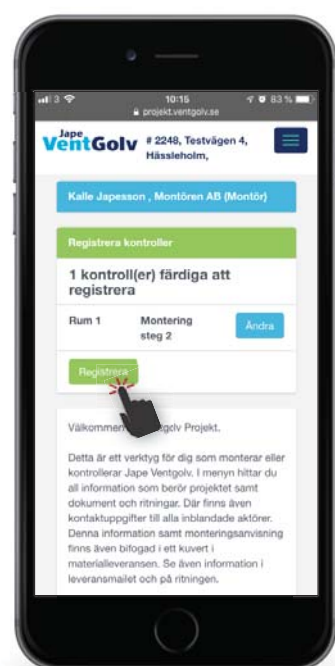 3
10:15
83 %
projekt.ventgolv.se
Jape
VentGolv
# 2248, Testvägen 4,
Hässleholm,
Kalle Japesson , Montören AB (Montör)
Registrera kontroller
1 kontroll(er) färdiga att
registrera
Rum 1 Montering Ändra
steg 2
Registrera
Välkommen Projekt.
Detta är ett verktyg för dig som monterar eller
kontrollerar Jape Ventgolv. I menyn hittar du
all information som berör projektet samt
dokument och ritningar. Där finns även
kontaktuppgifter till alla inblandade aktörer.
Denna information samt monteringsanvisning
finns även bifogad i ett kuvert i
materialleveransen. Se även information i
leveransmailet och på ritningen.